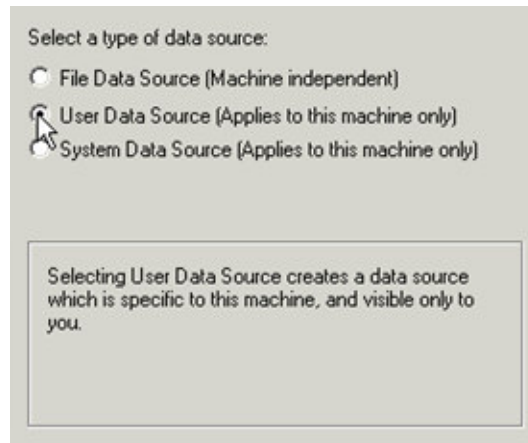 Select a type of data source:
File Data Source (Machine independent)
User Data Source (Applies to this machine only)
System Data Source (Applies to this machine only)
Selecting User Data Source creates a data source
which is specific to this machine, and visible only to
you.